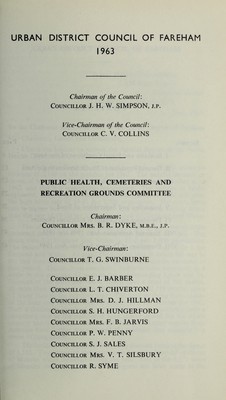 URBAN DISTRICT COUNCIL OF FAREHAM
1963
Chairman of the Council:
COUNCILLOR J. H. W. SIMPSON, J.P.
Vice-Chairman of the Council:
COUNCILLOR C. V. COLLINS
PUBLIC HEALTH, CEMETERIES AND
RECREATION GROUNDS COMMITTEE
Chairman:
COUNCILLOR MRS. B. R. DYKE, M.B.E., J.P.
Vice-Chairman:
COUNCILLOR T. G. SWINBURNE
COUNCILLOR E. J. BARBER
COUNCILLOR L. T. CHIVERTON
COUNCILLOR MRS. D. J. HILLMAN
COUNCILLOR S. H. HUNGERFORD
COUNCILLOR MRS. F. B. JARVIS
COUNCILLOR P. W. PENNY
COUNCILLOR S. J. SALES
COUNCILLOR MRS. V. T. SILSBURY
COUNCILLOR R. SYME